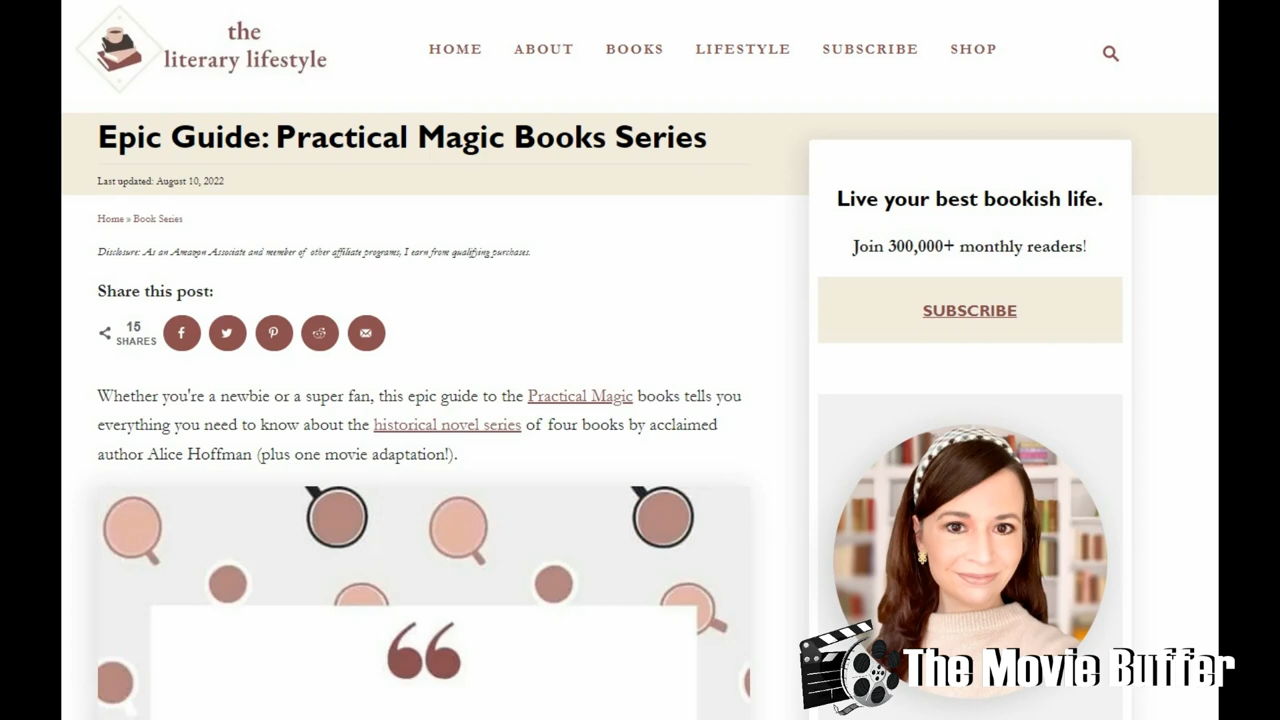 the
literary lifestyle
HOME ABOUT BOOKS LIFESTYLE SUBSCRIBE SHOP
Epic Guide: Practical Magic Books Series
Last updated: August 10, 2022
Home » Book Series
Disclosure: As an Amazon Associate and member of other affiliate programs, I earn from qualifying purchases.
Share this post:
15
SHARES
Whether you're a newbie or a super fan, this epic guide to the Practical Magic books tells you
everything you need to know about the historical novel series of four books by acclaimed
author Alice Hoffman (plus one movie adaptation!).
“
Live your best bookish life.
Join 300,000+ monthly readers!
SUBSCRIBE
The Movie Buffer